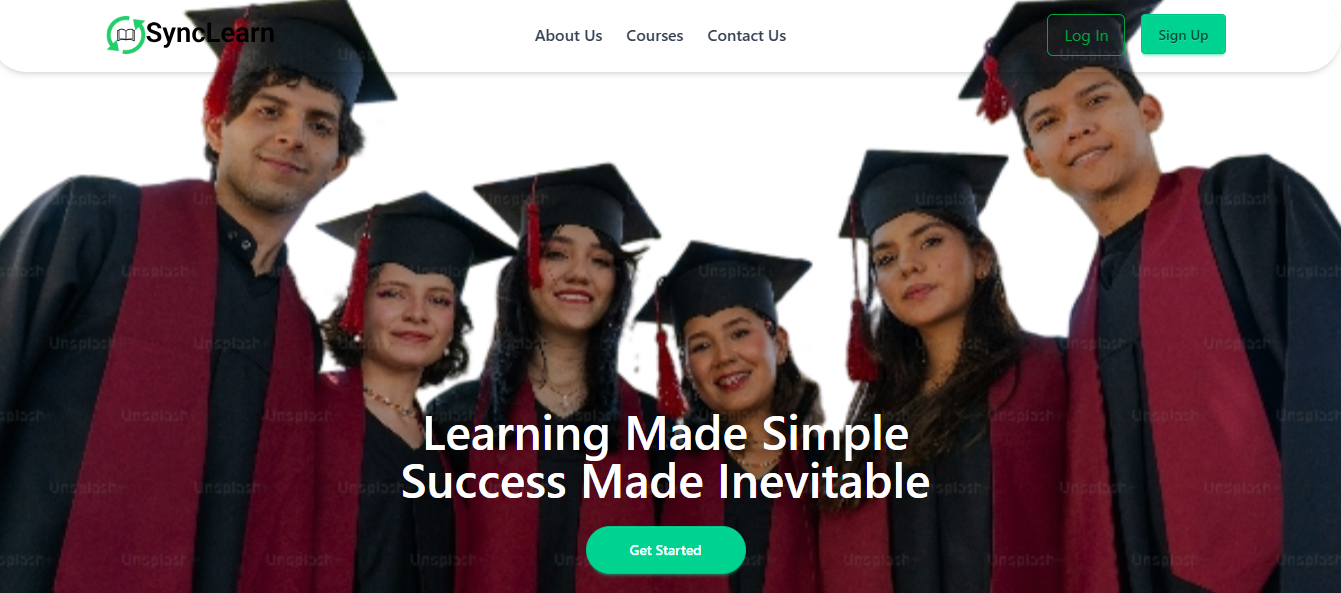 SyncLearn
About Us Courses Contact Us
Log In Sign Up
Learning Made Simple
Success Made Inevitable
Get Started
Unsplash+